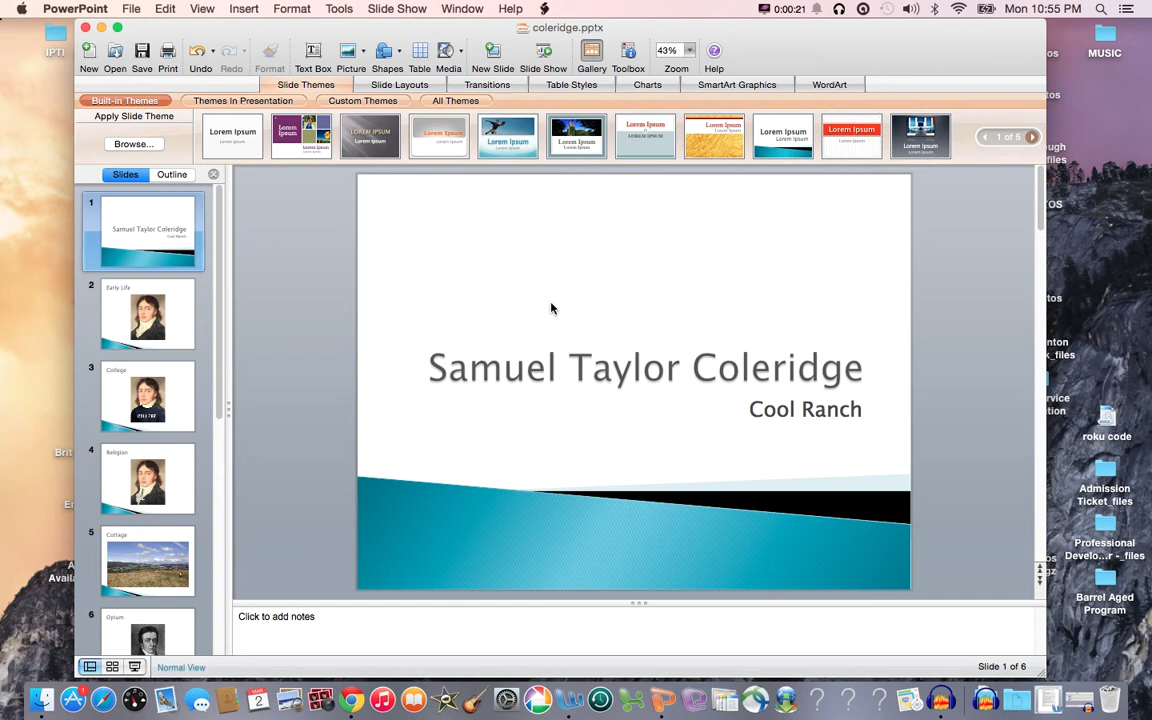 PowerPoint File Edit View Insert Format Tools Slide Show Window Help 0:00:21 Mon 10:55 PM
coleridge.pptx
New Open Save Print Undo Redo Format Text Box Picture Shapes Table Media New Slide Slide Show Gallery Toolbox 43% Zoom Help
Slide Themes Slide Layouts Transitions Table Styles Charts SmartArt Graphics WordArt
Built-in Themes Themes In Presentation Custom Themes All Themes
Apply Slide Theme
Browse...
1 of 5
Slides Outline
1
Samuel Taylor Coleridge
Cool Ranch
2
Early Life
3
College
4
Religion
5
Cottage
6
Opium
Samuel Taylor Coleridge
Cool Ranch
Click to add notes
Normal View
Slide 1 of 6
IPTI
MUSIC
roku code
Admission
Ticket_files
Professional
Develo...r -_files
Barrel Aged
Program